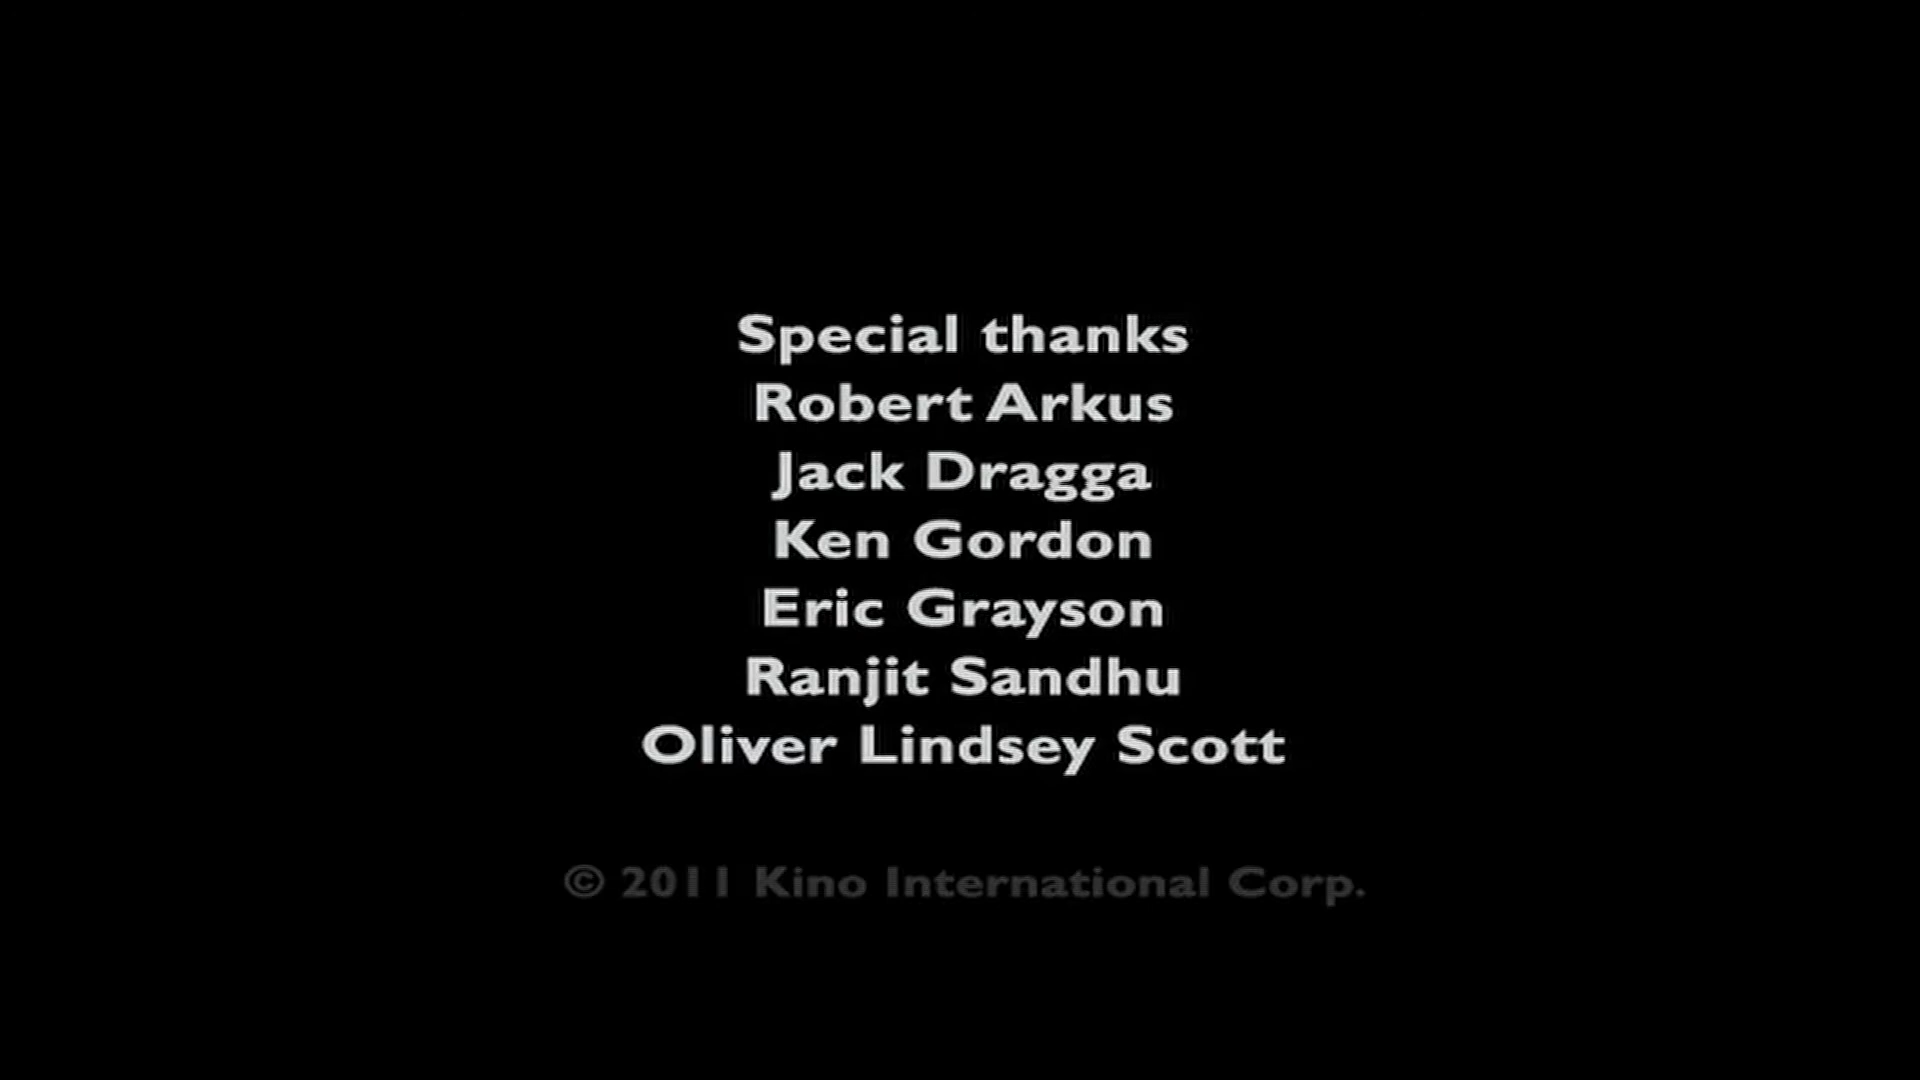 Special thanks
Robert Arkus
Jack Dragga
Ken Gordon
Eric Grayson
Ranjit Sandhu
Oliver Lindsey Scott
© 2011 Kino International Corp.